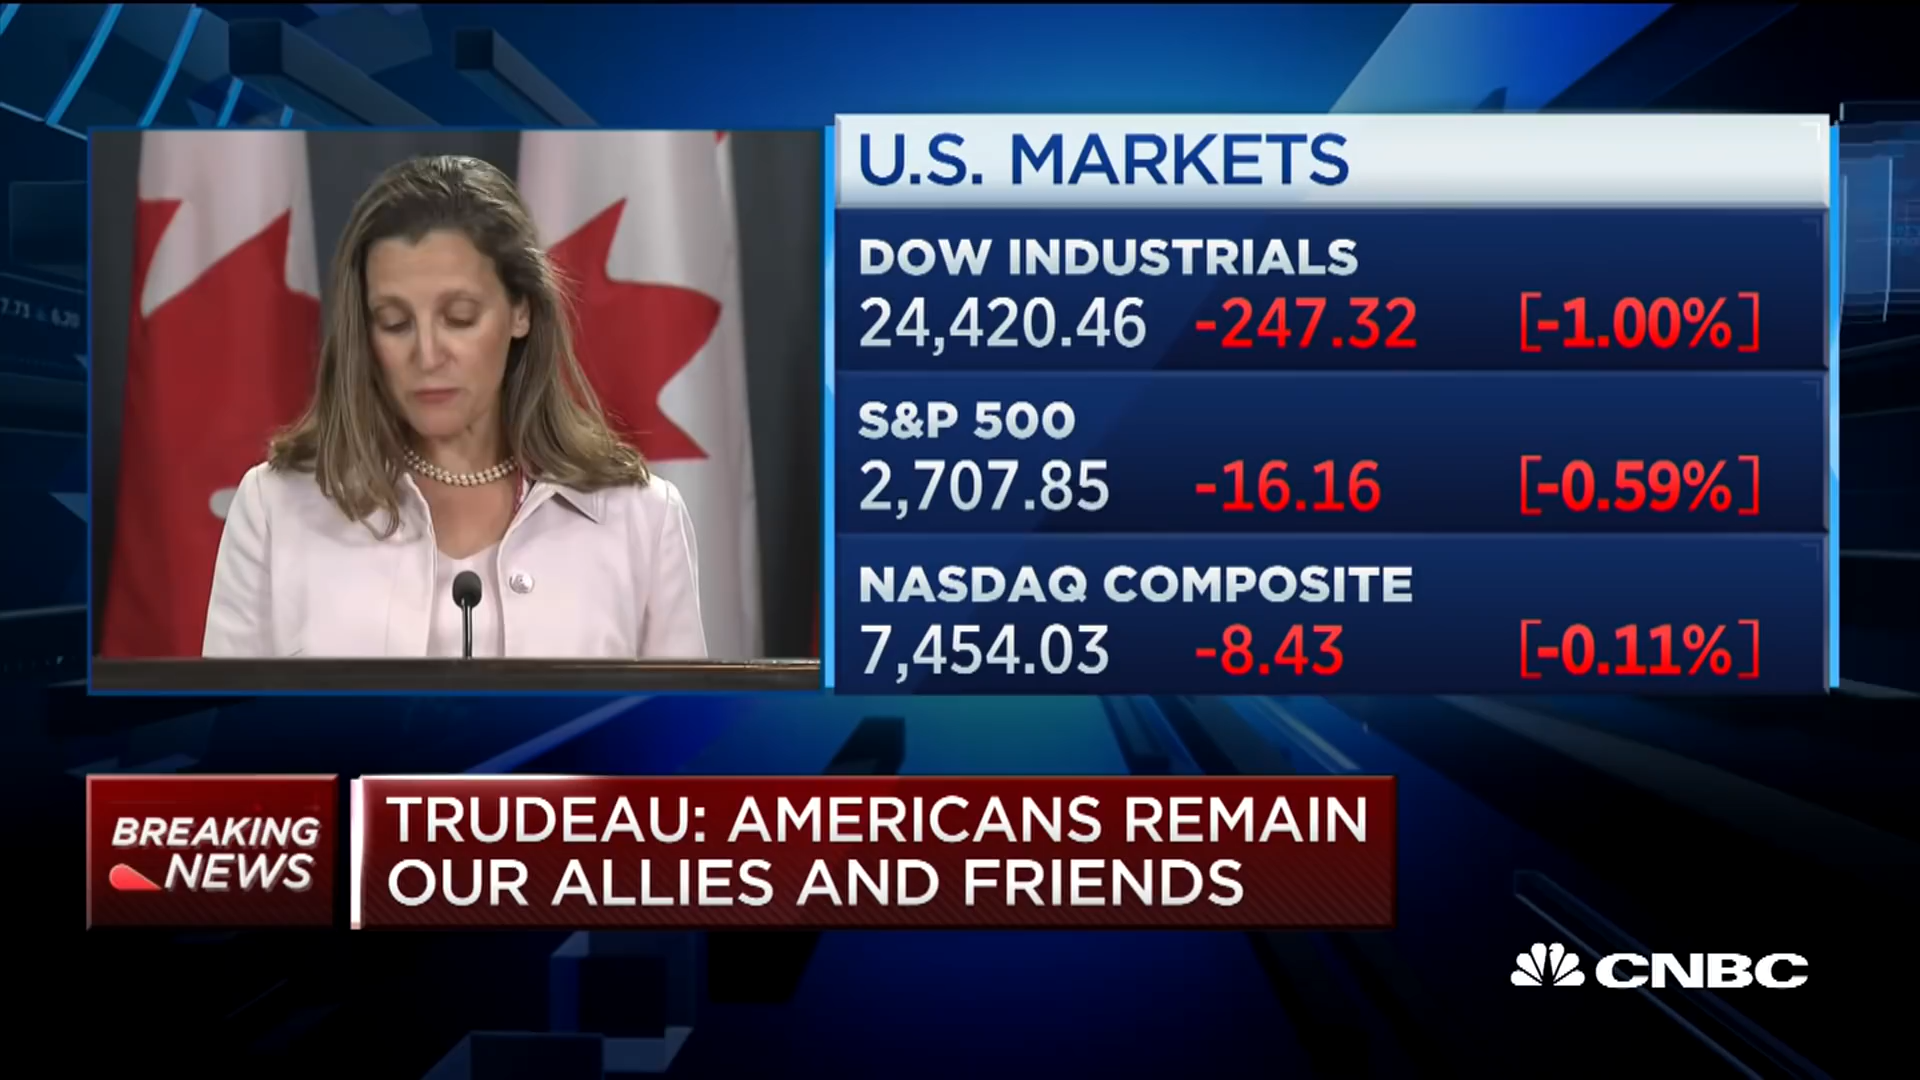 U.S. MARKETS
DOW INDUSTRIALS
24,420.46 -247.32 [-1.00%]
S&P 500
2,707.85 -16.16 [-0.59%]
NASDAQ COMPOSITE
7,454.03 -8.43 [-0.11%]
BREAKING
NEWS
TRUDEAU: AMERICANS REMAIN
OUR ALLIES AND FRIENDS
CNBC